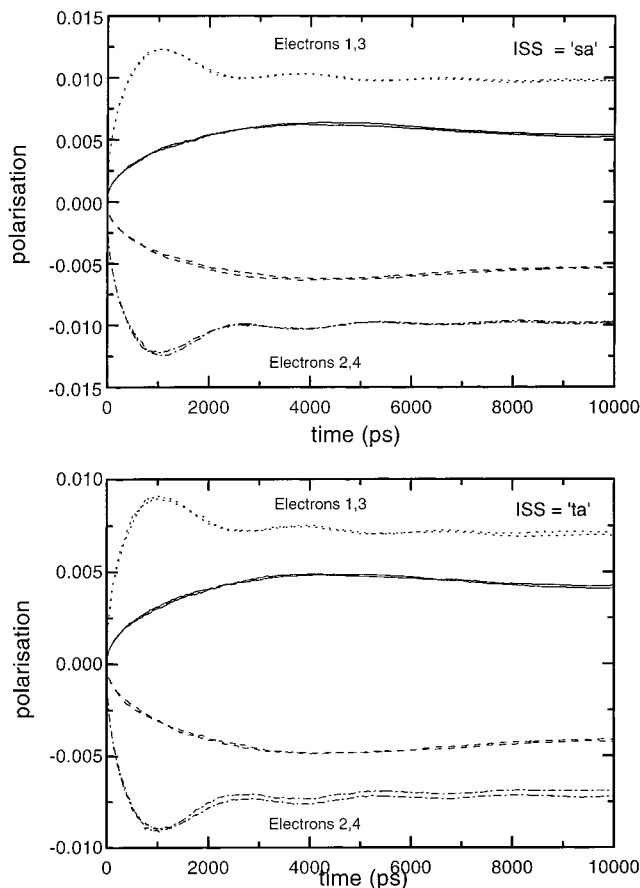 0.015
0.010
0.005
0.000
-0.005
-0.010
-0.015
polarisation
Electrons 1,3
ISS = 'sa'
Electrons 2,4
0 2000 4000 6000 8000 10000
time (ps)
0.010
0.005
0.000
-0.005
-0.010
polarisation
Electrons 1,3
ISS = 'ta'
Electrons 2,4
0 2000 4000 6000 8000 10000
time (ps)